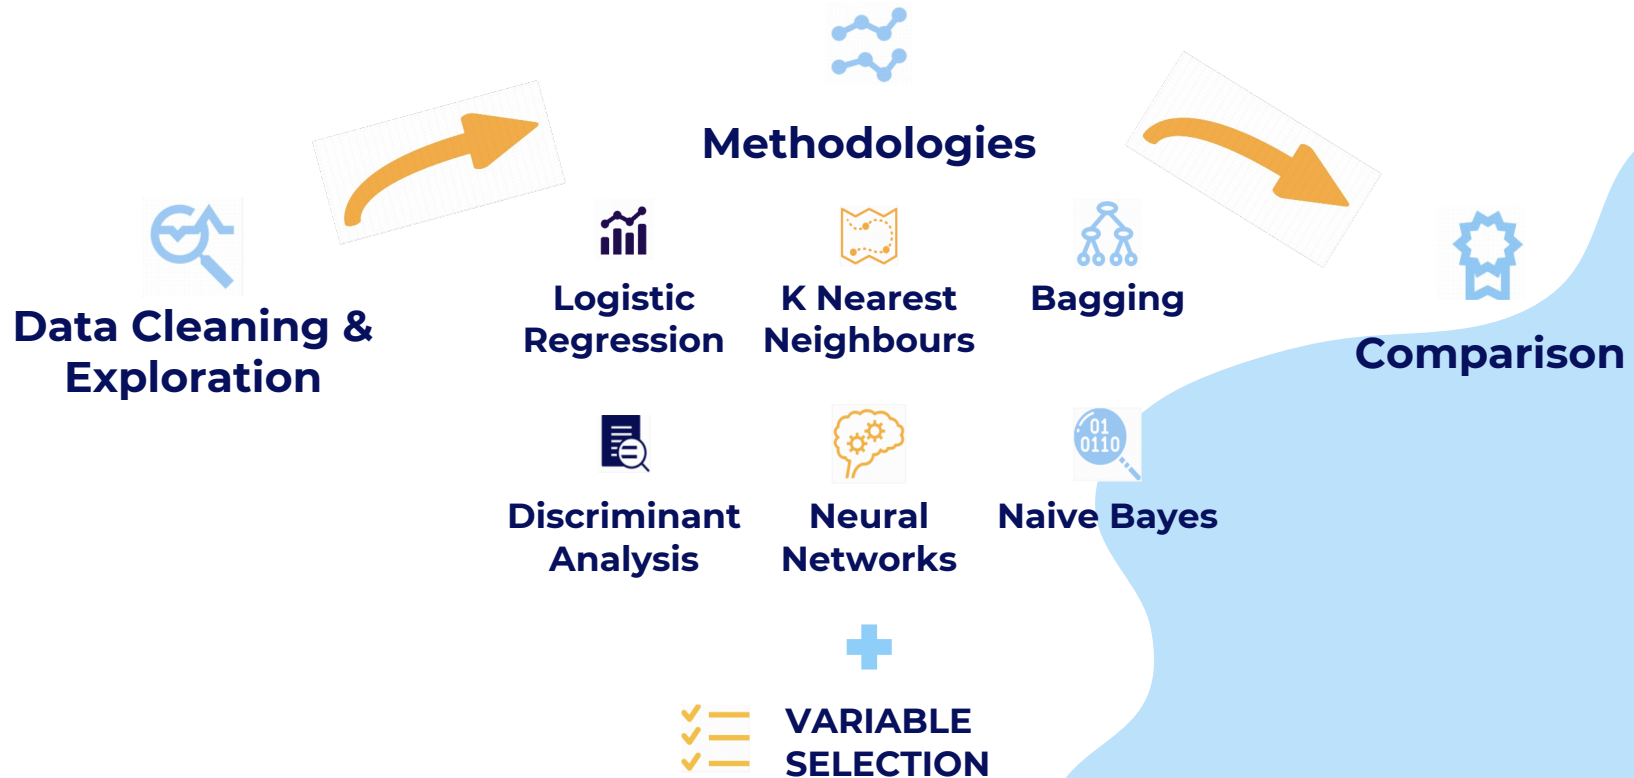 Methodologies
Data Cleaning &
Exploration
Logistic
Regression
K Nearest
Neighbours
Bagging
Comparison
Discriminant
Analysis
Neural
Networks
01
0110
Naive Bayes
VARIABLE
SELECTION